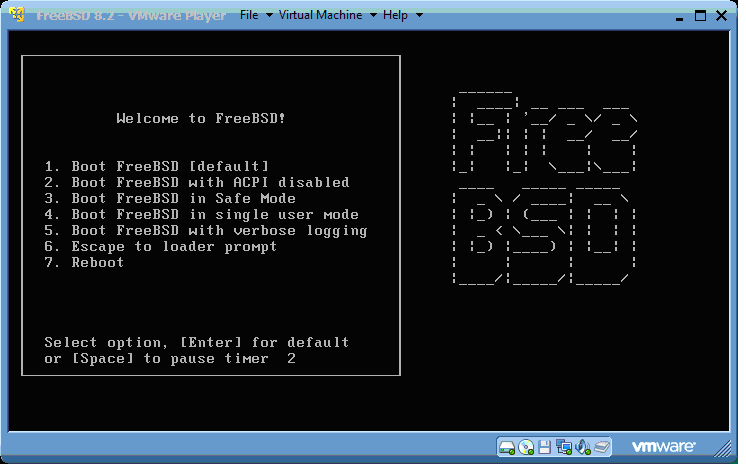 FreeBSD 8.2 - VMware Player File Virtual Machine Help
Welcome to FreeBSD!
1. Boot FreeBSD [default]
2. Boot FreeBSD with ACPI disabled
3. Boot FreeBSD in Safe Mode
4. Boot FreeBSD in single user mode
5. Boot FreeBSD with verbose logging
6. Escape to loader prompt
7. Reboot
Select option, [Enter] for default
or [Space] to pause timer 2
Free
BSD
vmware